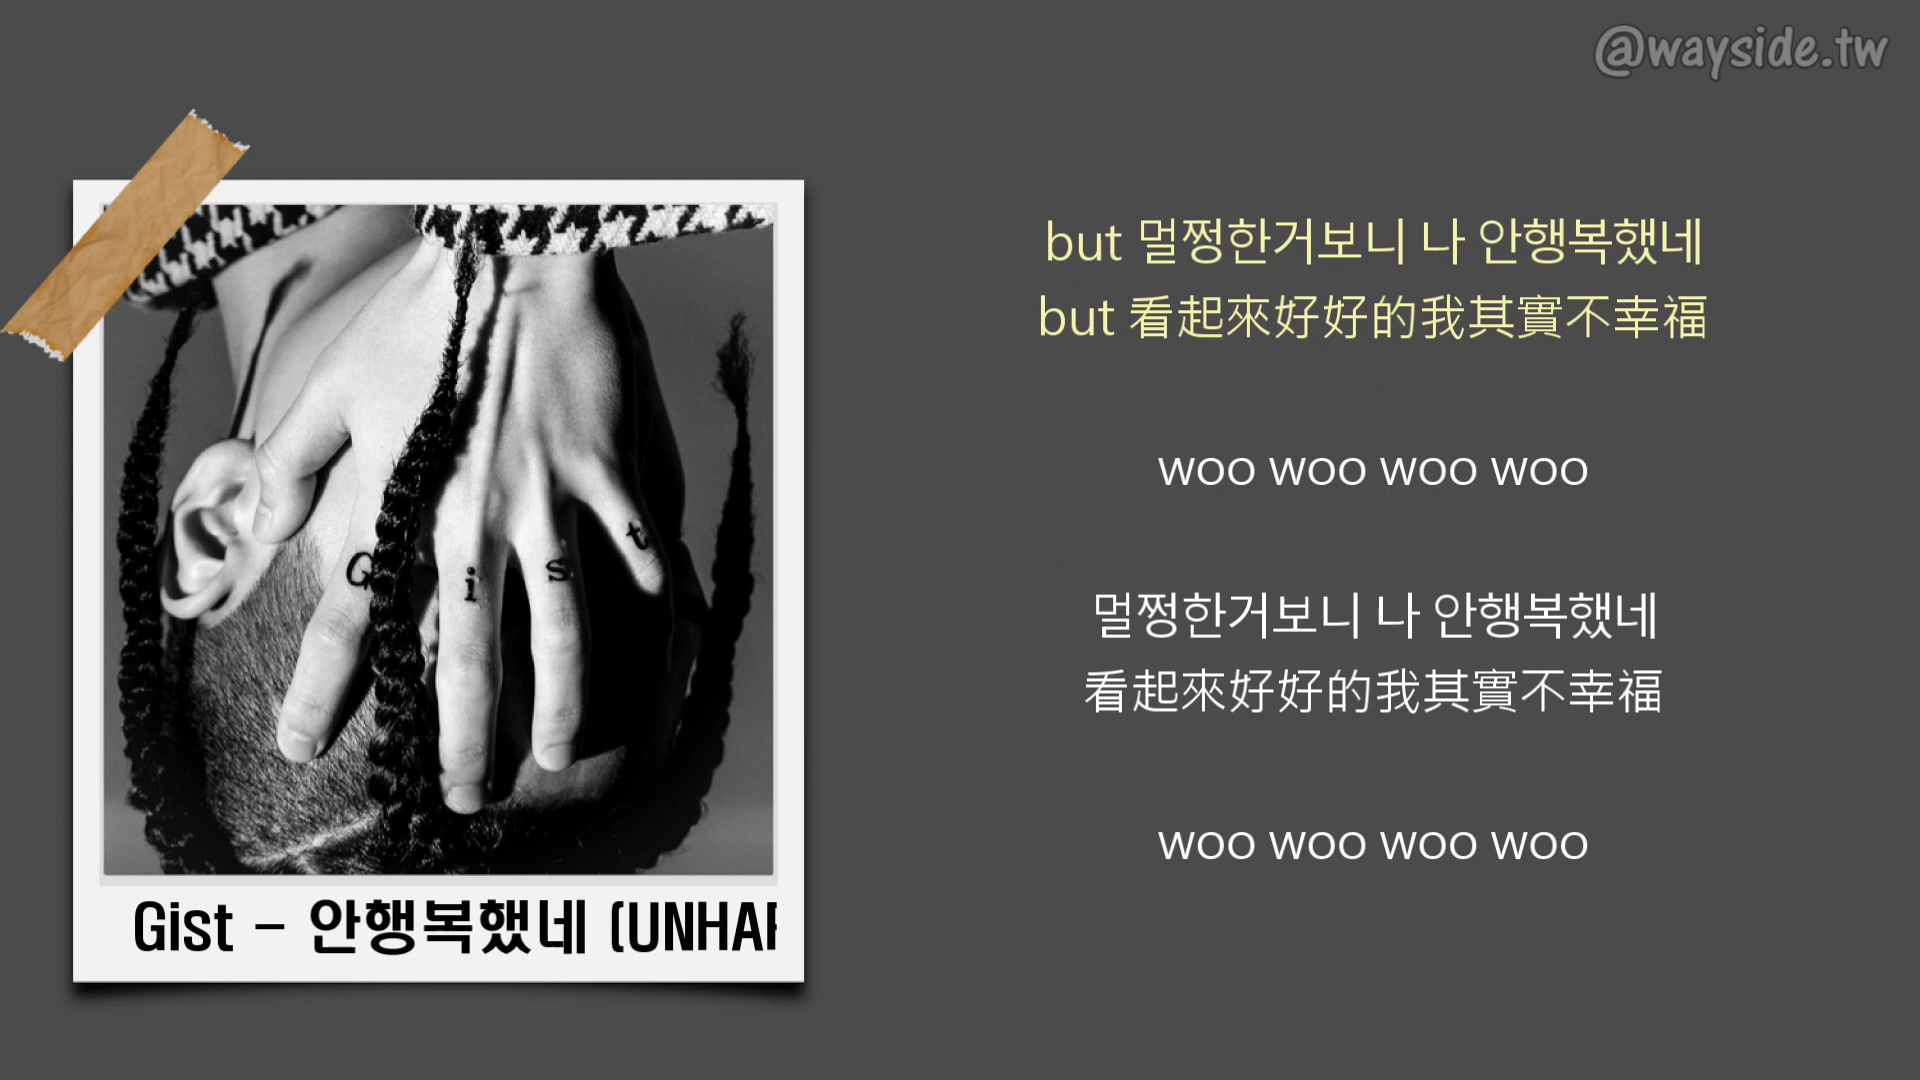 @wayside.tw
but 멀쩡한거보니 나 안행복했네
but 看起來好好的我其實不幸福
woo woo woo woo
멀쩡한거보니 나 안행복했네
看起來好好的我其實不幸福
woo woo woo woo
G i s t
Gist - 안행복했네 (UNHAP